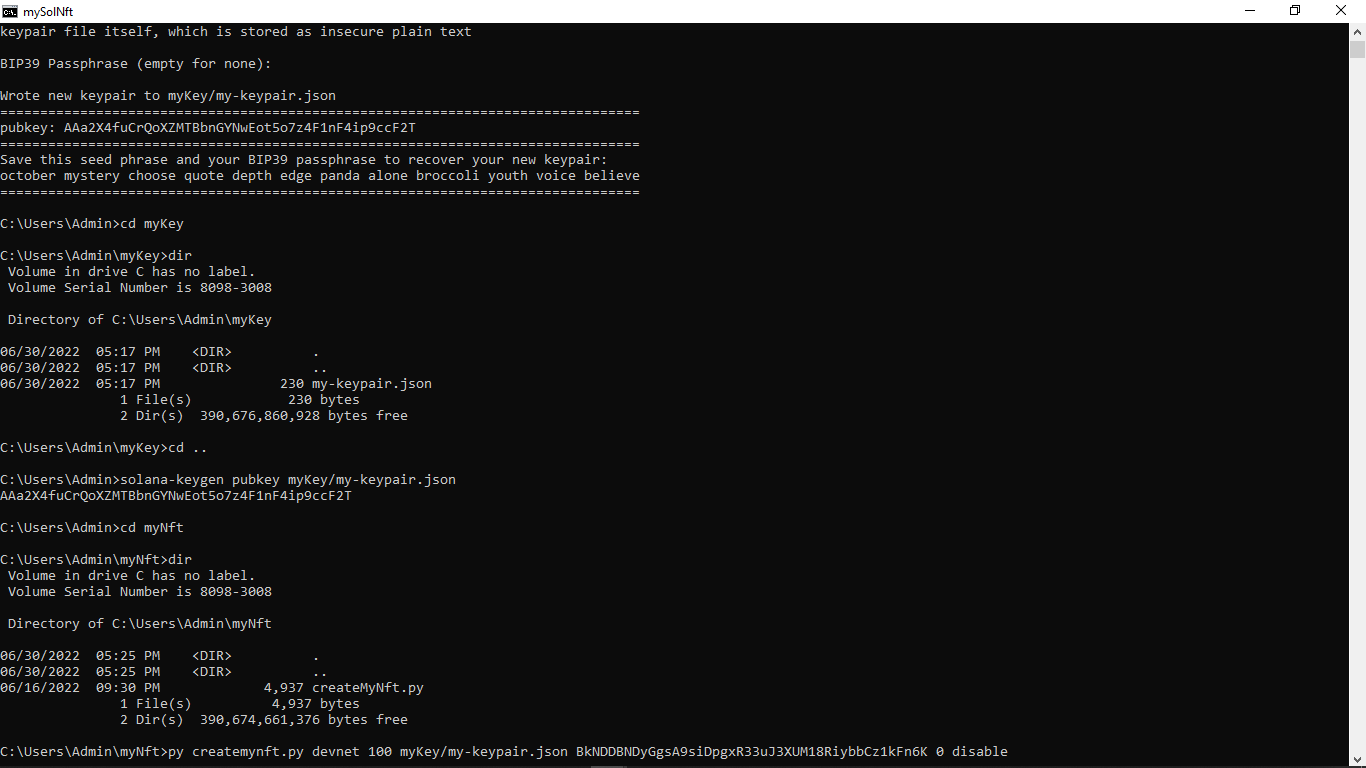 mySolNft
keypair file itself, which is stored as insecure plain text
BIP39 Passphrase (empty for none):
Wrote new keypair to myKey/my-keypair.json
================================================================================
pubkey: AAa2X4fuCrQoXZMTBbnGYNwEot5o7z4F1nF4ip9ccF2T
================================================================================
Save this seed phrase and your BIP39 passphrase to recover your new keypair:
october mystery choose quote depth edge panda alone broccoli youth voice believe
================================================================================
C:\Users\Admin>cd myKey
C:\Users\Admin\myKey>dir
 Volume in drive C has no label.
 Volume Serial Number is 8098-3008
 Directory of C:\Users\Admin\myKey
06/30/2022  05:17 PM    <DIR>          .
06/30/2022  05:17 PM    <DIR>          ..
06/30/2022  05:17 PM               230 my-keypair.json
               1 File(s)            230 bytes
               2 Dir(s)  390,676,860,928 bytes free
C:\Users\Admin\myKey>cd ..
C:\Users\Admin>solana-keygen pubkey myKey/my-keypair.json
AAa2X4fuCrQoXZMTBbnGYNwEot5o7z4F1nF4ip9ccF2T
C:\Users\Admin>cd myNft
C:\Users\Admin\myNft>dir
 Volume in drive C has no label.
 Volume Serial Number is 8098-3008
 Directory of C:\Users\Admin\myNft
06/30/2022  05:25 PM    <DIR>          .
06/30/2022  05:25 PM    <DIR>          ..
06/16/2022  09:30 PM             4,937 createMyNft.py
               1 File(s)          4,937 bytes
               2 Dir(s)  390,674,661,376 bytes free
C:\Users\Admin\myNft>py createmynft.py devnet 100 myKey/my-keypair.json BkNDDBNDyGgsA9siDpgxR33uJ3XUM18RiybbCz1kFn6K 0 disable